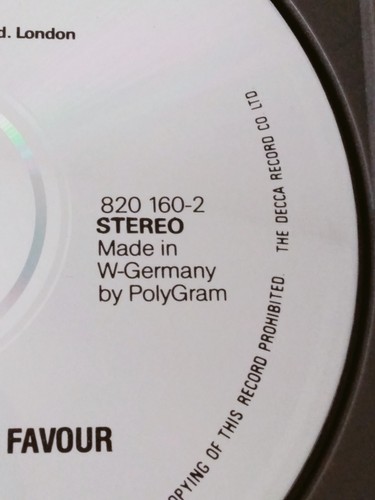 d. London
820 160-2
STEREO
Made in
W-Germany
by PolyGram
FAVOUR
OPYING OF THIS RECORD PROHIBITED. THE DECCA RECORD CO LTD